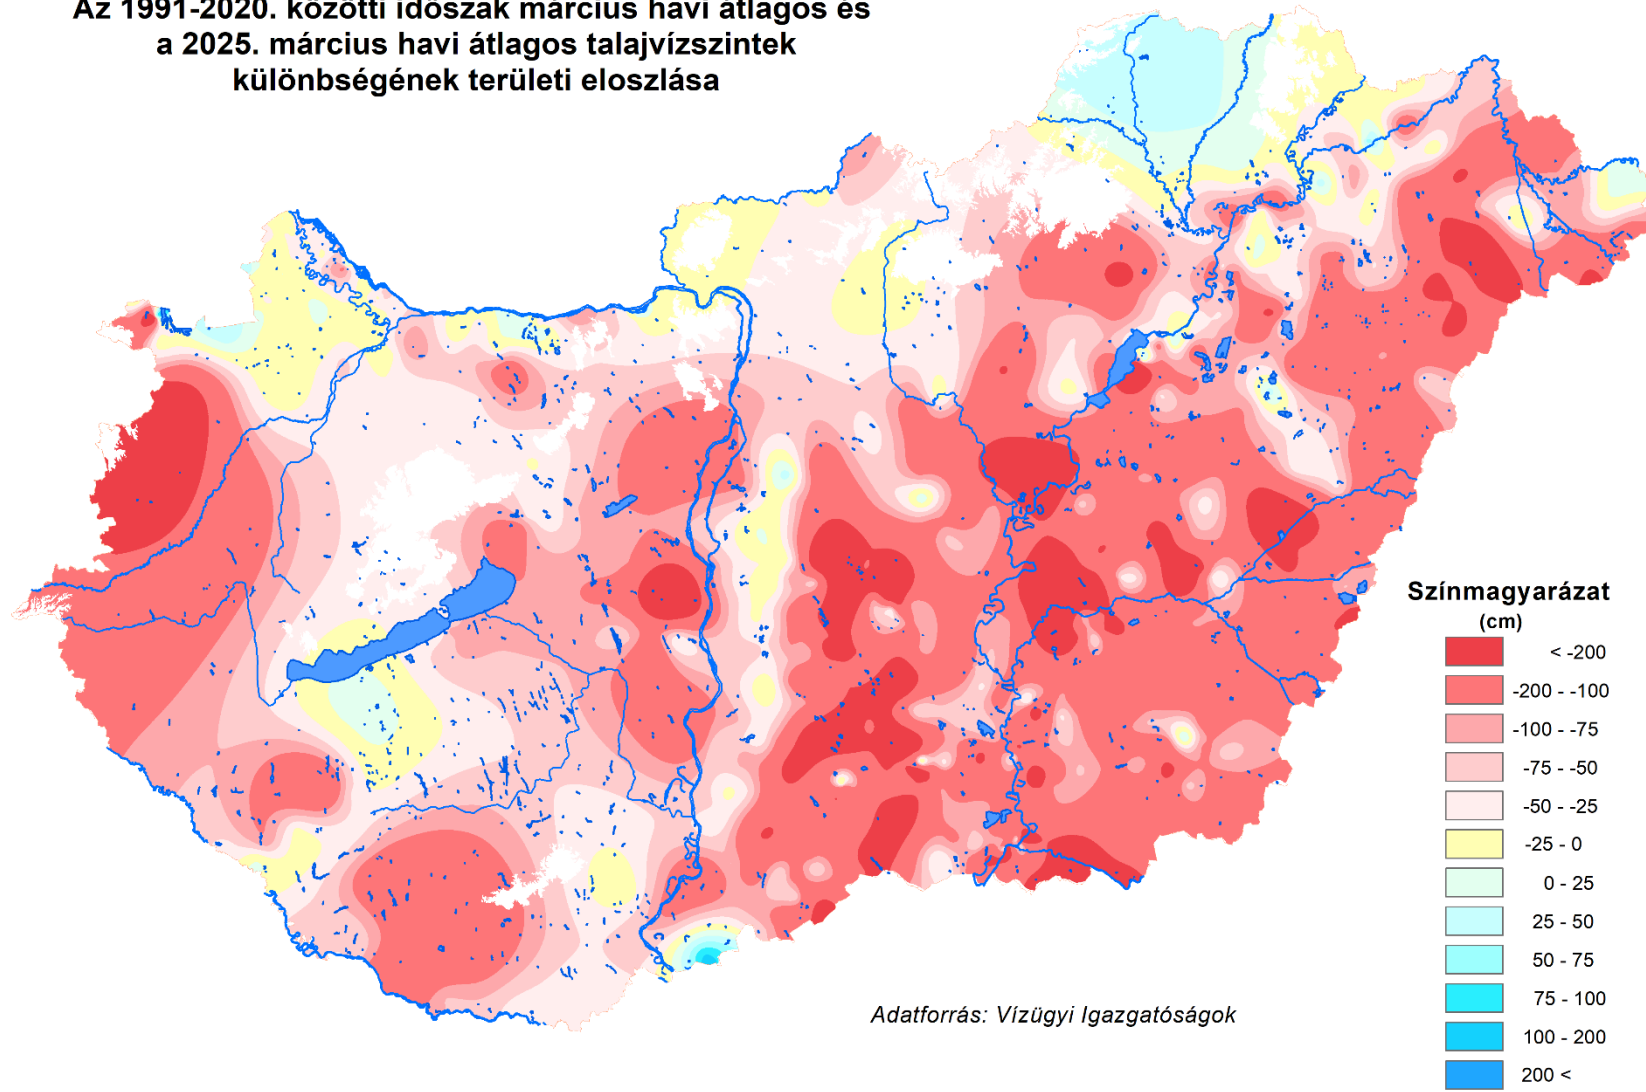 Az 1991-2020. közötti időszak március havi átlagos és
a 2025. március havi átlagos talajvízszintek
különbségének területi eloszlása
Színmagyarázat
(cm)
< -200
-200 - -100
-100 - -75
-75 - -50
-50 - -25
-25 - 0
0 - 25
25 - 50
50 - 75
75 - 100
100 - 200
200 <
Adatforrás: Vízügyi Igazgatóságok